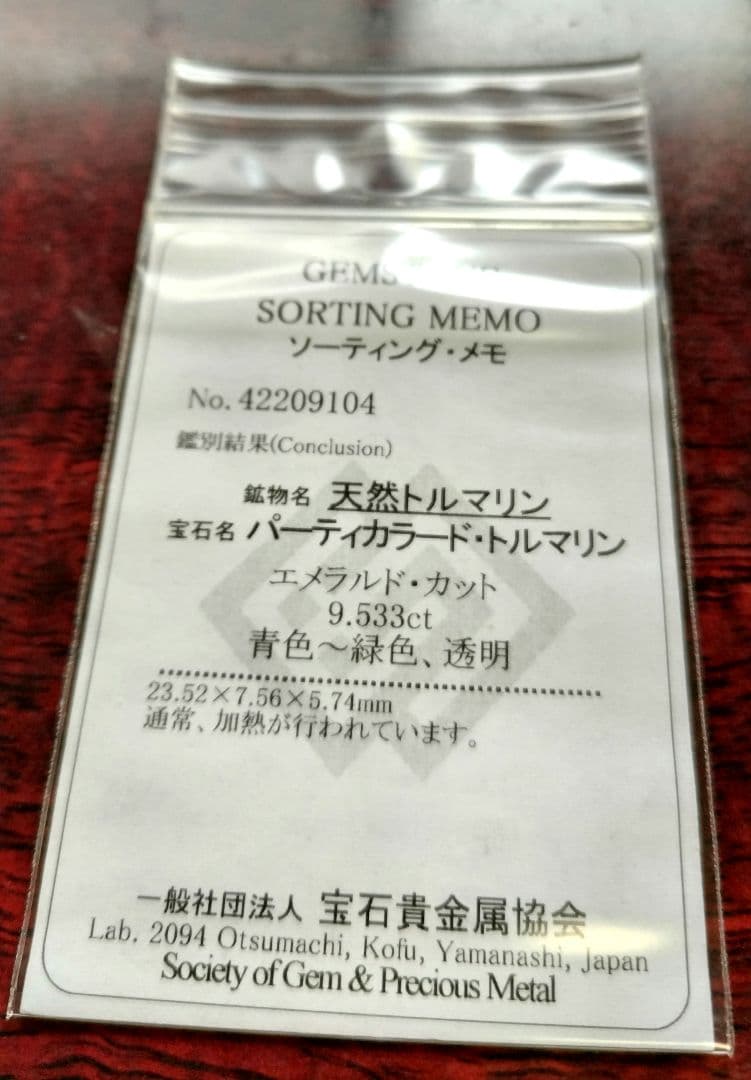 SORTING MEMO
ソーティング・メモ
No. 42209104
鑑別結果(Conclusion)
鉱物名 天然トルマリン
宝石名 パーティカラード・トルマリン
エメラルド・カット
9.533ct
青色～緑色、透明
23.52×7.56×5.74mm
通常、加熱が行われています。
一般社団法人 宝石貴金属協会
Lab. 2094 Otsumachi, Kofu, Yamanashi, Japan
Society of Gem & Precious Metal